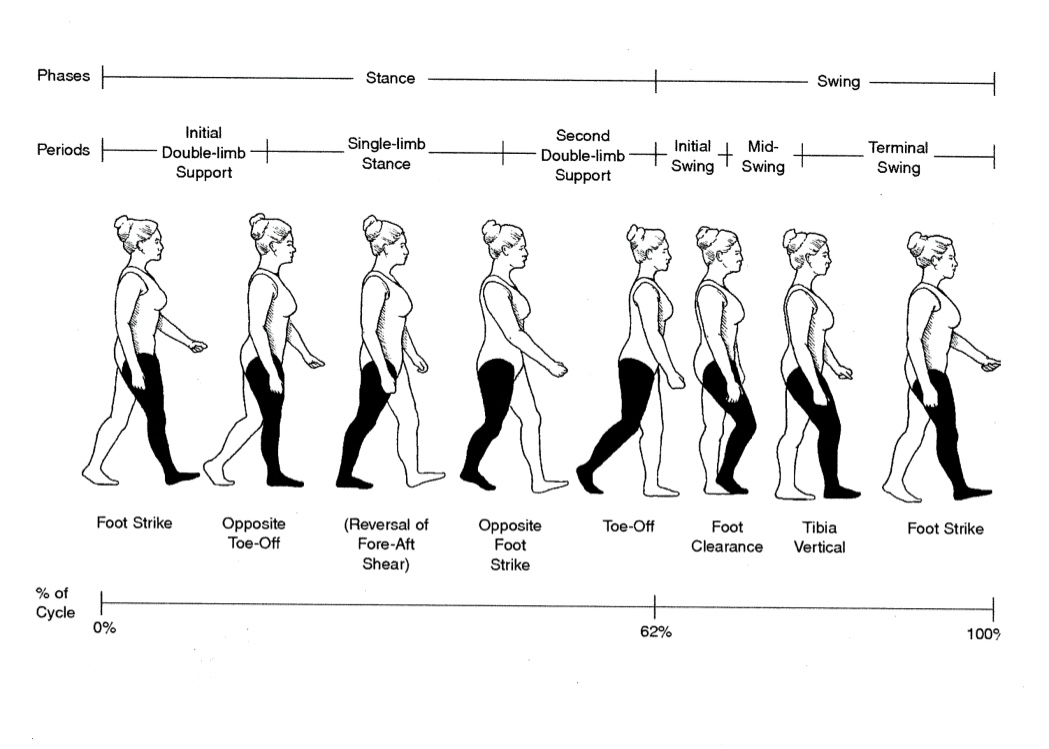 Phases Stance Swing
Periods
Initial
Double-limb
Support
Single-limb
Stance
Second
Double-limb
Support
Initial
Swing
Mid-
Swing
Terminal
Swing
Foot Strike
Opposite
Toe-Off
(Reversal of
Fore-Aft
Shear)
Opposite
Foot
Strike
Toe-Off
Foot
Clearance
Tibia
Vertical
Foot Strike
% of
Cycle
0%
62%
100%